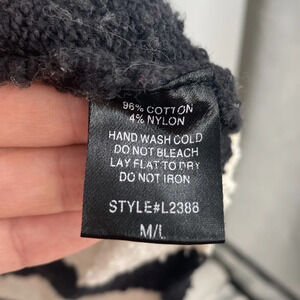 96% COTTON
4% NYLON
HAND WASH COLD
DO NOT BLEACH
LAY FLAT TO DRY
DO NOT IRON
STYLE#L2388
M/L